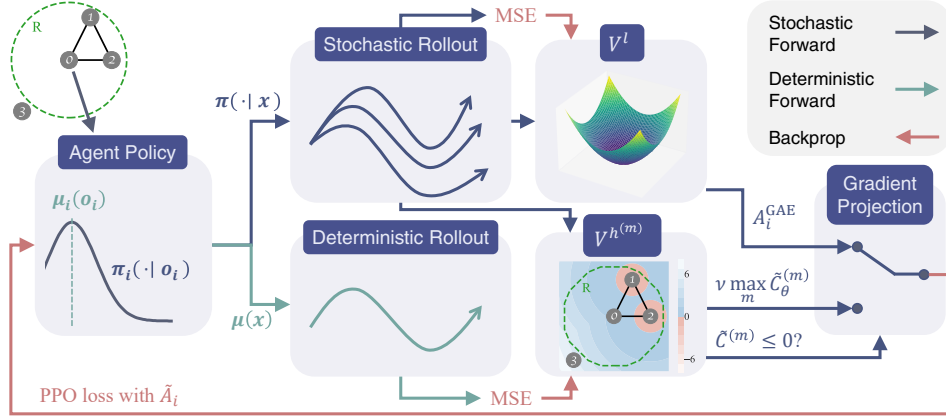 R
1
0
2
3
Agent Policy
μ_i(o_i)
π_i(· | o_i)
π(· | x)
μ(x)
Stochastic Rollout
Deterministic Rollout
MSE
MSE
V^l
V^{h^{(m)}}
R
1
0
2
3
6
0
−6
Stochastic
Forward
Deterministic
Forward
Backprop
Gradient
Projection
A_i^{GAE}
ν max_m C̃_θ^{(m)}
C̃^{(m)} ≤ 0?
PPO loss with Ã_i